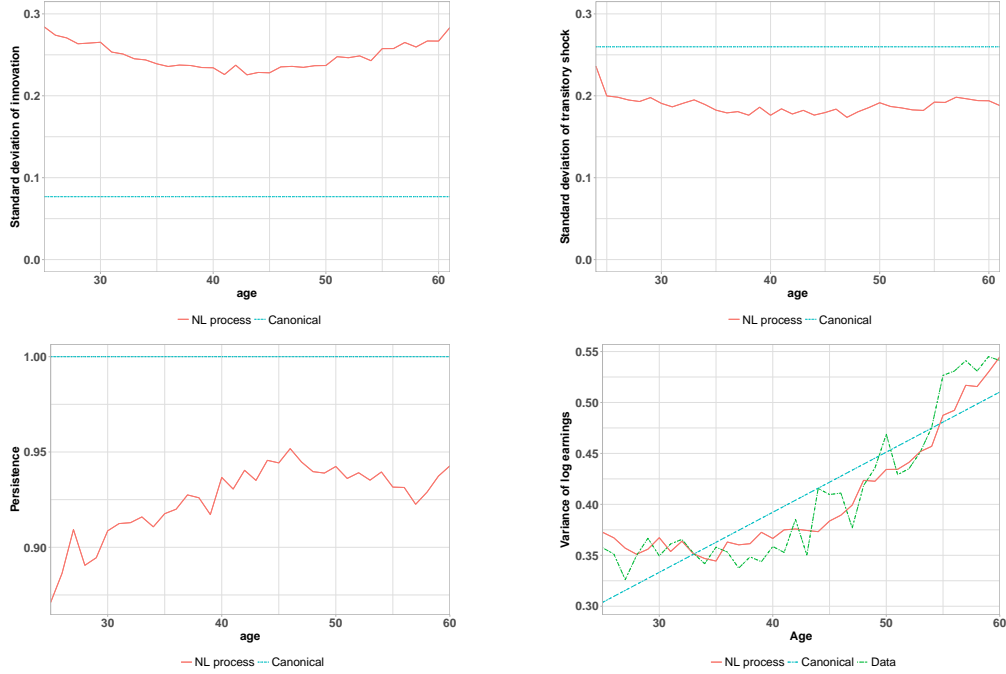 Standard deviation of innovation
0.3
0.2
0.1
0.0
30 40 50 60
age
NL process Canonical
Standard deviation of transitory shock
0.3
0.2
0.1
0.0
30 40 50 60
age
NL process Canonical
Persistence
1.00
0.95
0.90
30 40 50 60
age
NL process Canonical
Variance of log earnings
0.55
0.50
0.45
0.40
0.35
0.30
30 40 50 60
Age
NL process Canonical Data